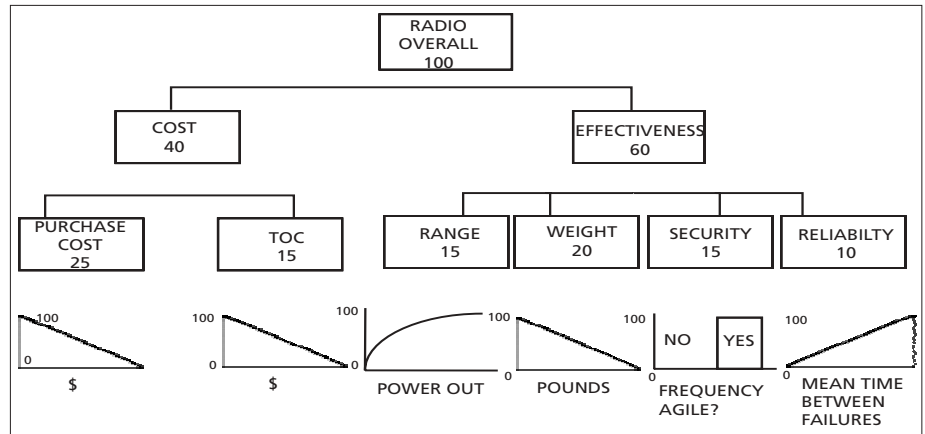 RADIO
OVERALL
100
COST
40
EFFECTIVENESS
60
PURCHASE
COST
25
TOC
15
RANGE
15
WEIGHT
20
SECURITY
15
RELIABILTY
10
100
0
$
100
0
$
100
0
POWER OUT
100
0
POUNDS
100
0
NO
YES
FREQUENCY
AGILE?
100
0
MEAN TIME
BETWEEN
FAILURES